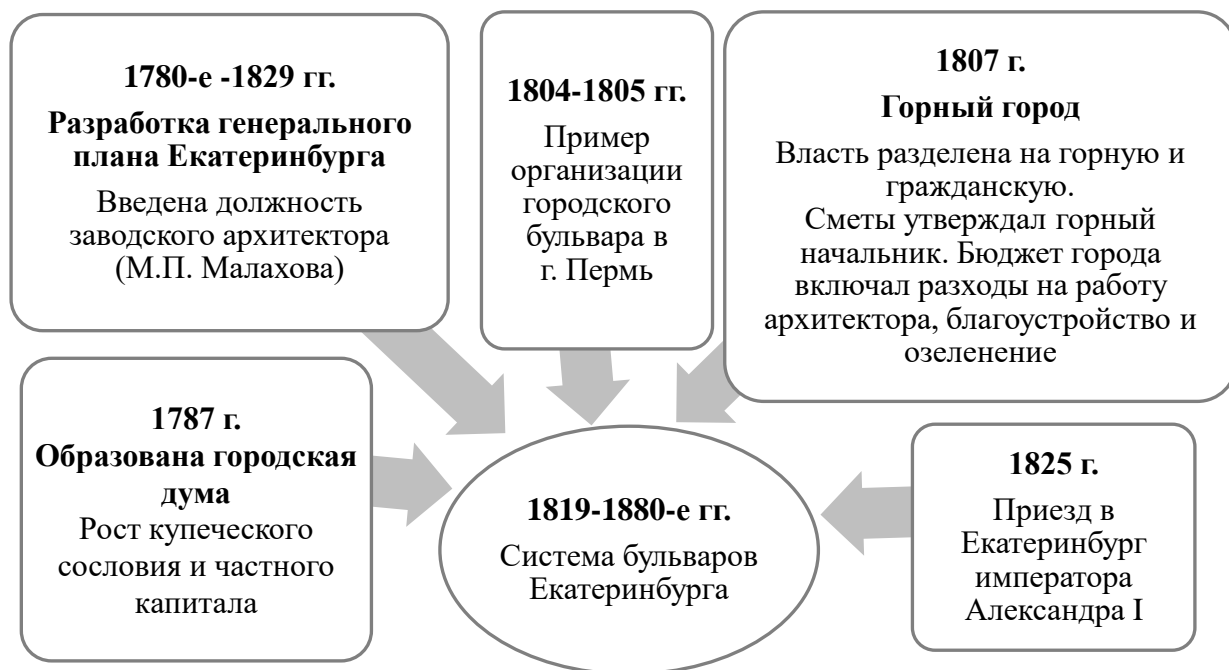 1780-е -1829 гг.
Разработка генерального
плана Екатеринбурга
Введена должность
заводского архитектора
(М.П. Малахова)
1804-1805 гг.
Пример
организации
городского
бульвара в
г. Пермь
1807 г.
Горный город
Власть разделена на горную и
гражданскую.
Сметы утверждал горный
начальник. Бюджет города
включал разходы на работу
архитектора, благоустройство и
озеленение
1787 г.
Образована городская
дума
Рост купеческого
сословия и частного
капитала
1819-1880-е гг.
Система бульваров
Екатеринбурга
1825 г.
Приезд в
Екатеринбург
императора
Александра I